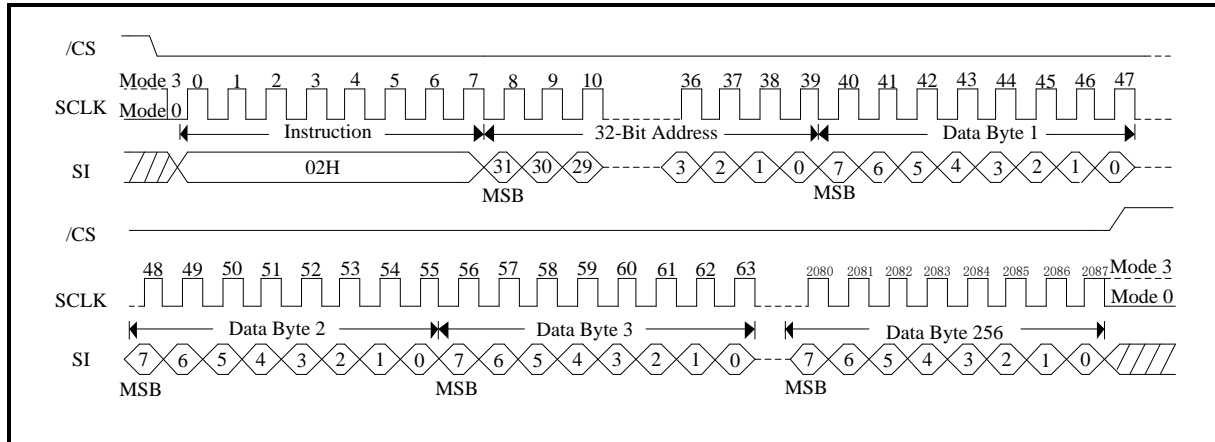 /CS
Mode 3 0 1 2 3 4 5 6 7 8 9 10 36 37 38 39 40 41 42 43 44 45 46 47
SCLK Mode 0
Instruction 32-Bit Address Data Byte 1
SI 02H 31 30 29 3 2 1 0 7 6 5 4 3 2 1 0
MSB MSB
/CS
48 49 50 51 52 53 54 55 56 57 58 59 60 61 62 63 2080 2081 2082 2083 2084 2085 2086 2087 Mode 3
SCLK Mode 0
Data Byte 2 Data Byte 3 Data Byte 256
SI 7 6 5 4 3 2 1 0 7 6 5 4 3 2 1 0 7 6 5 4 3 2 1 0
MSB MSB MSB